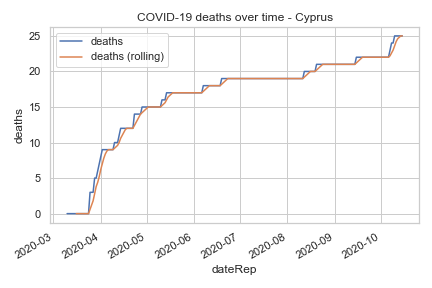 COVID-19 deaths over time - Cyprus
deaths
deaths (rolling)
25
20
15
10
5
0
deaths
2020-03
2020-04
2020-05
2020-06
2020-07
2020-08
2020-09
2020-10
dateRep